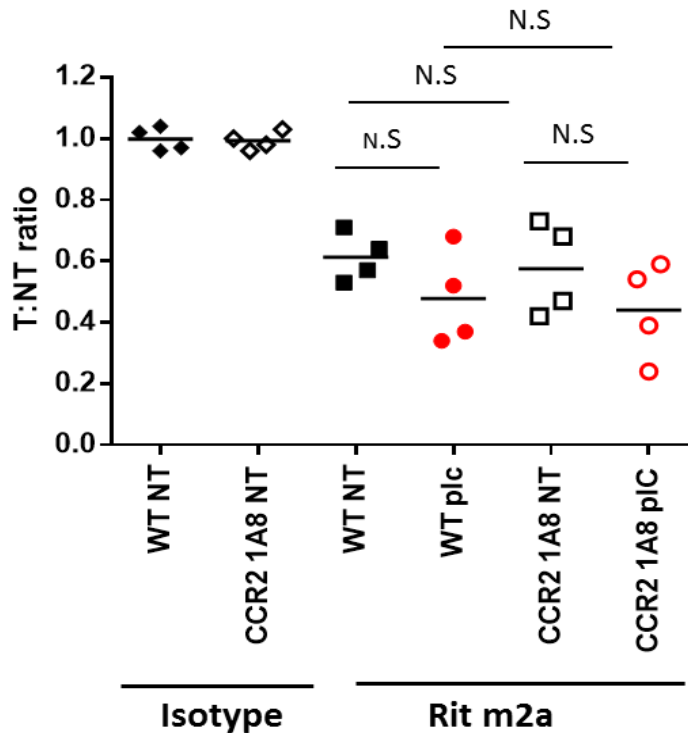 N.S
N.S
N.S
N.S
1.2
1.0
0.8
0.6
0.4
0.2
0.0
T:NT ratio
WT NT
CCR2 1A8 NT
WT NT
WT pIc
CCR2 1A8 NT
CCR2 1A8 pIC
Isotype
Rit m2a